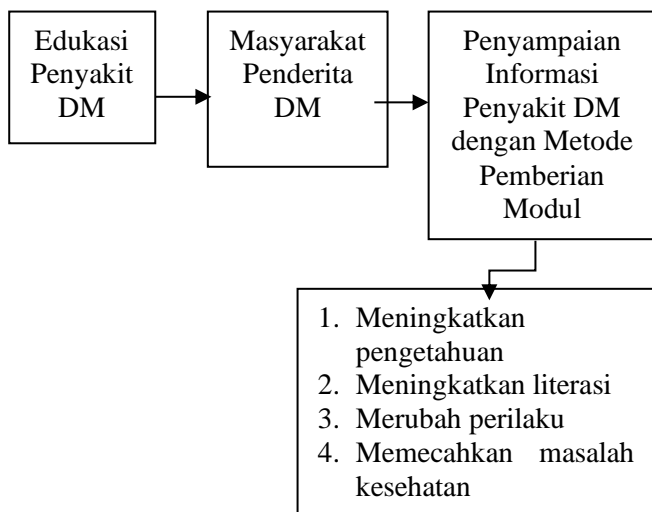 Edukasi
Penyakit
DM
Masyarakat
Penderita
DM
Penyampaian
Informasi
Penyakit DM
dengan Metode
Pemberian
Modul
1. Meningkatkan
pengetahuan
2. Meningkatkan literasi
3. Merubah perilaku
4. Memecahkan masalah
kesehatan